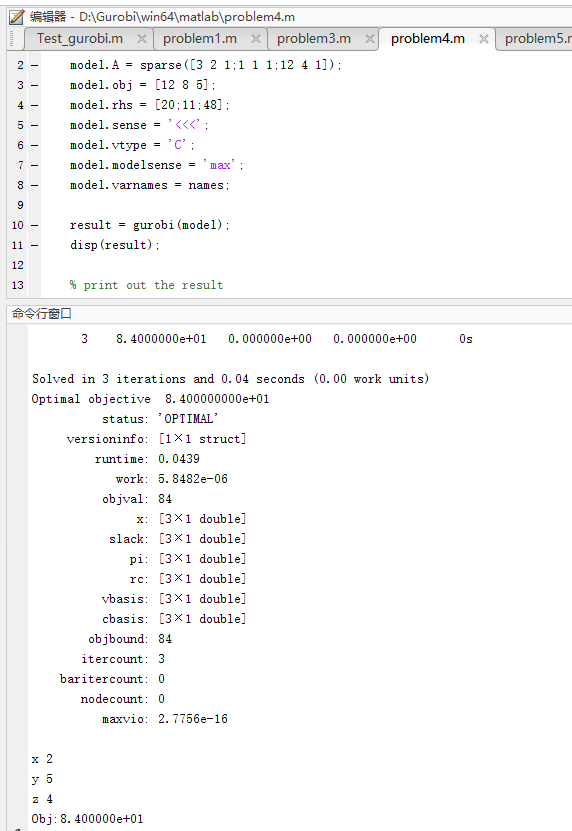 编辑器 - D:\Gurobi\win64\matlab\problem4.m
Test_gurobi.m × problem1.m × problem3.m × problem4.m × problem5.m
2 — model.A = sparse([3 2 1;1 1 1;12 4 1]);
3 — model.obj = [12 8 5];
4 — model.rhs = [20;11;48];
5 — model.sense = '<<<';
6 — model.vtype = 'C';
7 — model.modelsense = 'max';
8 — model.varnames = names;
9
10 — result = gurobi(model);
11 — disp(result);
12
13 % print out the result
命令行窗口
3 8.4000000e+01 0.000000e+00 0.000000e+00 0s
Solved in 3 iterations and 0.04 seconds (0.00 work units)
Optimal objective 8.400000000e+01
status: 'OPTIMAL'
versioninfo: [1×1 struct]
runtime: 0.0439
work: 5.8482e-06
objval: 84
x: [3×1 double]
slack: [3×1 double]
pi: [3×1 double]
rc: [3×1 double]
vbasis: [3×1 double]
cbasis: [3×1 double]
objbound: 84
itercount: 3
baritercount: 0
nodecount: 0
maxvio: 2.7756e-16
x 2
y 5
z 4
Obj:8.400000e+01